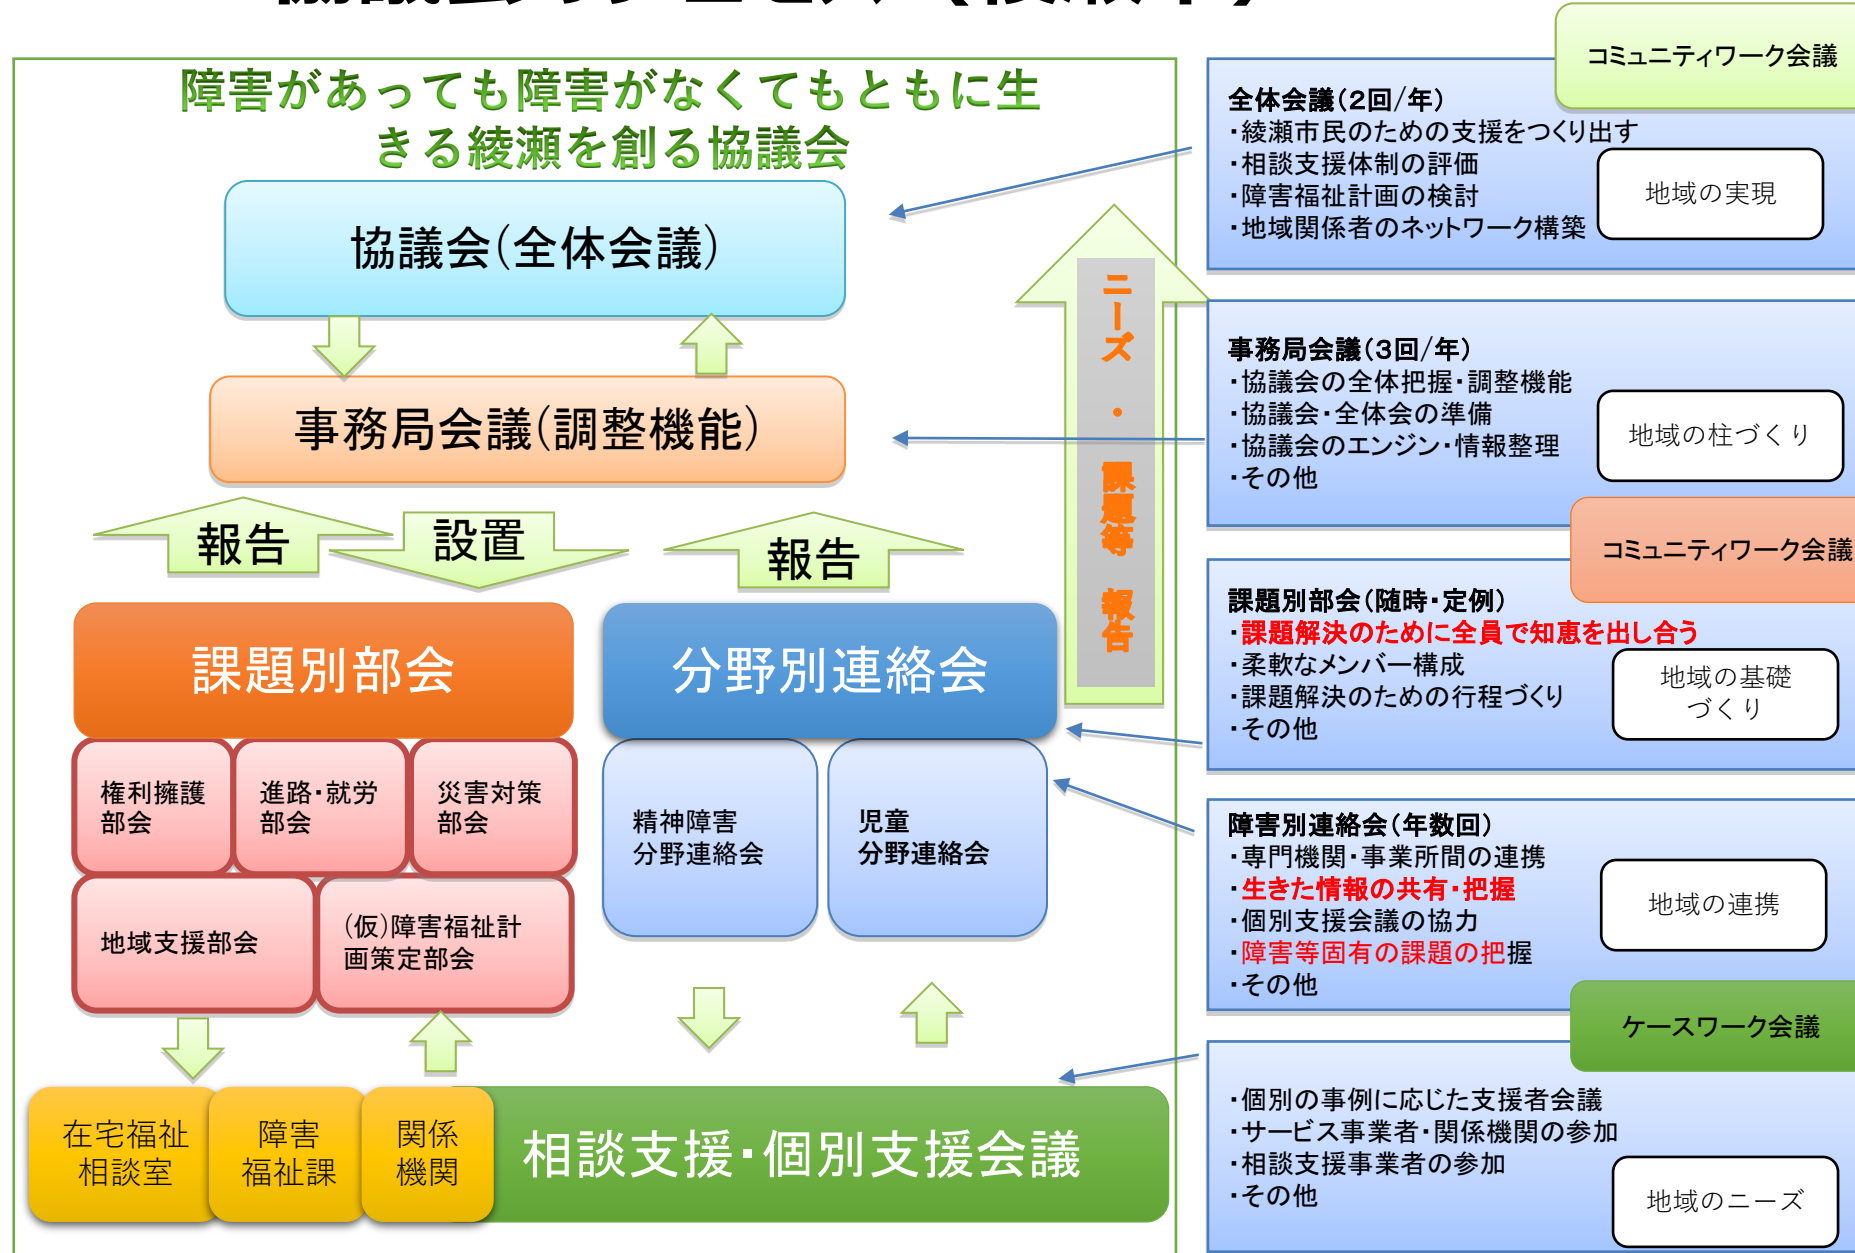 障害があっても障害がなくてもともに生
きる綾瀬を創る協議会
協議会(全体会議)
事務局会議(調整機能)
報告
設置
報告
ニーズ ・ 課題等 報告
課題別部会
分野別連絡会
権利擁護
部会
進路・就労
部会
災害対策
部会
地域支援部会
(仮)障害福祉計
画策定部会
精神障害
分野連絡会
児童
分野連絡会
在宅福祉
相談室
障害
福祉課
関係
機関
相談支援・個別支援会議
コミュニティワーク会議
全体会議(2回/年)
・綾瀬市民のための支援をつくり出す
・相談支援体制の評価
・障害福祉計画の検討
・地域関係者のネットワーク構築
地域の実現
事務局会議(3回/年)
・協議会の全体把握・調整機能
・協議会・全体会の準備
・協議会のエンジン・情報整理
・その他
地域の柱づくり
コミュニティワーク会議
課題別部会(随時・定例)
・課題解決のために全員で知恵を出し合う
・柔軟なメンバー構成
・課題解決のための行程づくり
・その他
地域の基礎
づくり
障害別連絡会(年数回)
・専門機関・事業所間の連携
・生きた情報の共有・把握
・個別支援会議の協力
・障害等固有の課題の把握
・その他
地域の連携
ケースワーク会議
・個別の事例に応じた支援者会議
・サービス事業者・関係機関の参加
・相談支援事業者の参加
・その他
地域のニーズ